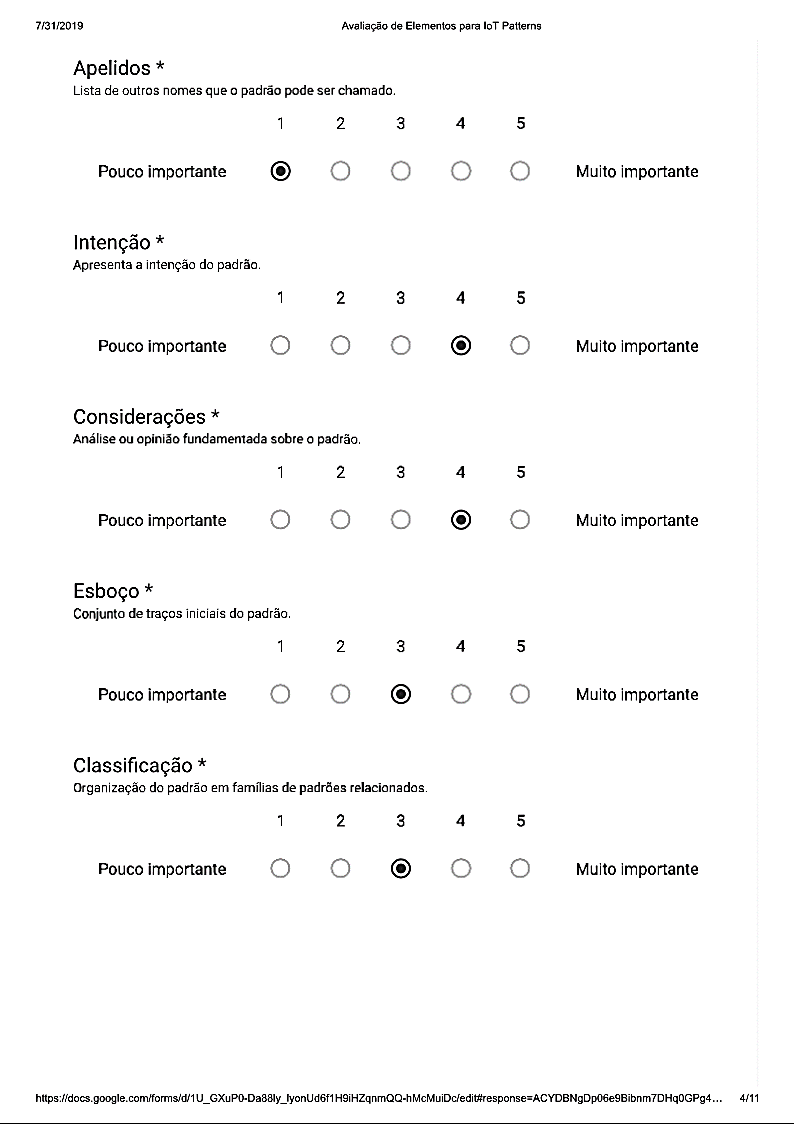 7/31/2019 Avaliação de Elementos para IoT Patterns
Apelidos *
Lista de outros nomes que o padrão pode ser chamado.
1 2 3 4 5
Pouco importante Muito importante
Intenção *
Apresenta a intenção do padrão.
1 2 3 4 5
Pouco importante Muito importante
Considerações *
Análise ou opinião fundamentada sobre o padrão.
1 2 3 4 5
Pouco importante Muito importante
Esboço *
Conjunto de traços iniciais do padrão.
1 2 3 4 5
Pouco importante Muito importante
Classificação *
Organização do padrão em famílias de padrões relacionados.
1 2 3 4 5
Pouco importante Muito importante
https://docs.google.com/forms/d/1U_GXuP0-Da88ly_lyonUd6f1H9iHZqnmQQ-hMcMuiDc/edit#response=ACYDBNgDp06e9Bibnm7DHq0GPg4... 4/11